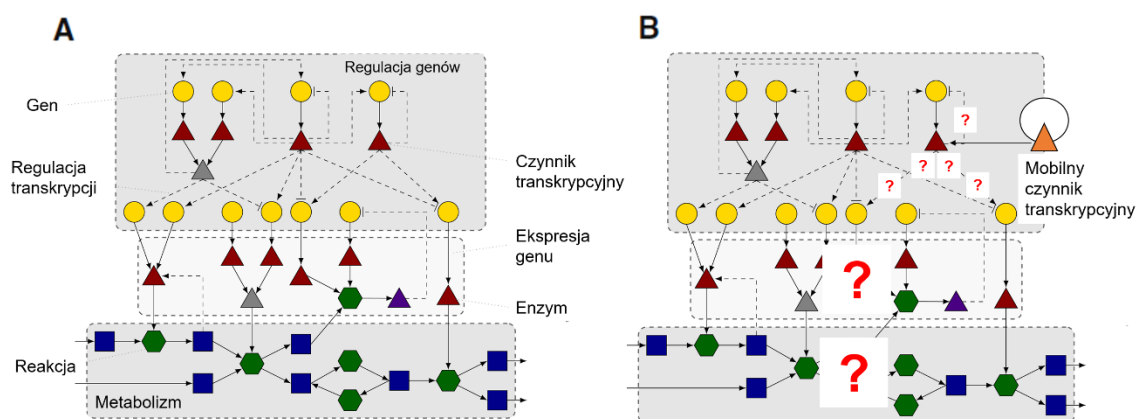 A
B
Regulacja genów
Gen
Regulacja
transkrypcji
Czynnik
transkrypcyjny
Ekspresja
genu
Enzym
Reakcja
Metabolizm
?
?
?
?
?
Mobilny
czynnik
transkrypcyjny
?
?